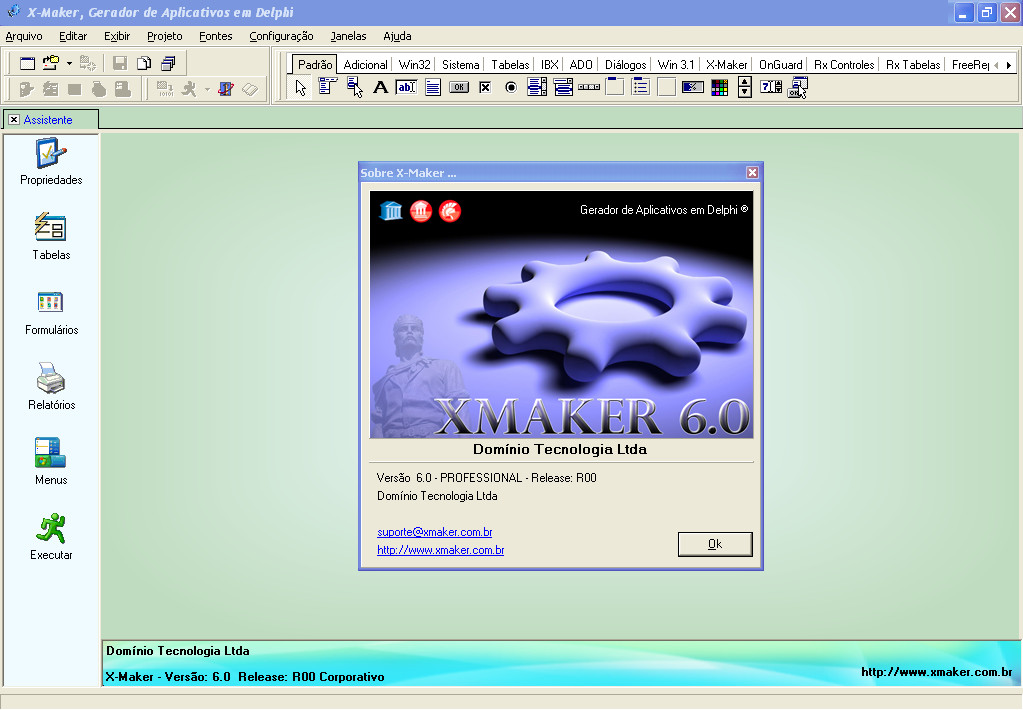 X-Maker, Gerador de Aplicativos em Delphi
Arquivo Editar Exibir Projeto Fontes Configuração Janelas Ajuda
Padrão Adicional Win32 Sistema Tabelas IBX ADO Diálogos Win 3.1 X-Maker OnGuard Rx Controles Rx Tabelas FreeRe
Assistente
Propriedades
Tabelas
Formulários
Relatórios
Menus
Executar
Sobre X-Maker ...
Gerador de Aplicativos em Delphi ®
XMAKER 6.0
Domínio Tecnologia Ltda
Versão 6.0 - PROFESSIONAL - Release: R00
Domínio Tecnologia Ltda
suporte@xmaker.com.br
http://www.xmaker.com.br
Ok
Domínio Tecnologia Ltda
X-Maker - Versão: 6.0 Release: R00 Corporativo
http://www.xmaker.com.br